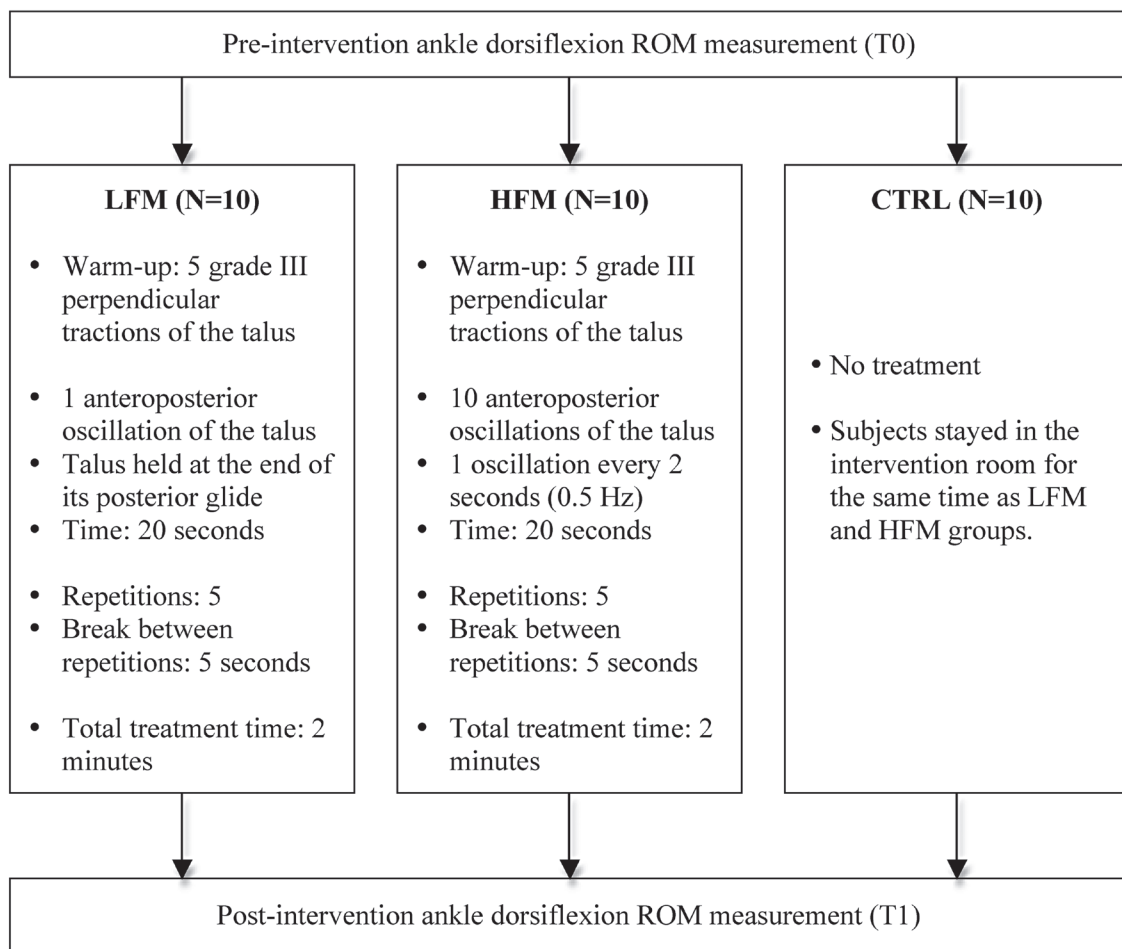 Pre-intervention ankle dorsiflexion ROM measurement (T0)
LFM (N=10)
• Warm-up: 5 grade III
perpendicular
tractions of the talus
• 1 anteroposterior
oscillation of the talus
• Talus held at the end of
its posterior glide
• Time: 20 seconds
• Repetitions: 5
• Break between
repetitions: 5 seconds
• Total treatment time: 2
minutes
HFM (N=10)
• Warm-up: 5 grade III
perpendicular
tractions of the talus
• 10 anteroposterior
oscillations of the talus
• 1 oscillation every 2
seconds (0.5 Hz)
• Time: 20 seconds
• Repetitions: 5
• Break between
repetitions: 5 seconds
• Total treatment time: 2
minutes
CTRL (N=10)
• No treatment
• Subjects stayed in the
intervention room for
the same time as LFM
and HFM groups.
Post-intervention ankle dorsiflexion ROM measurement (T1)